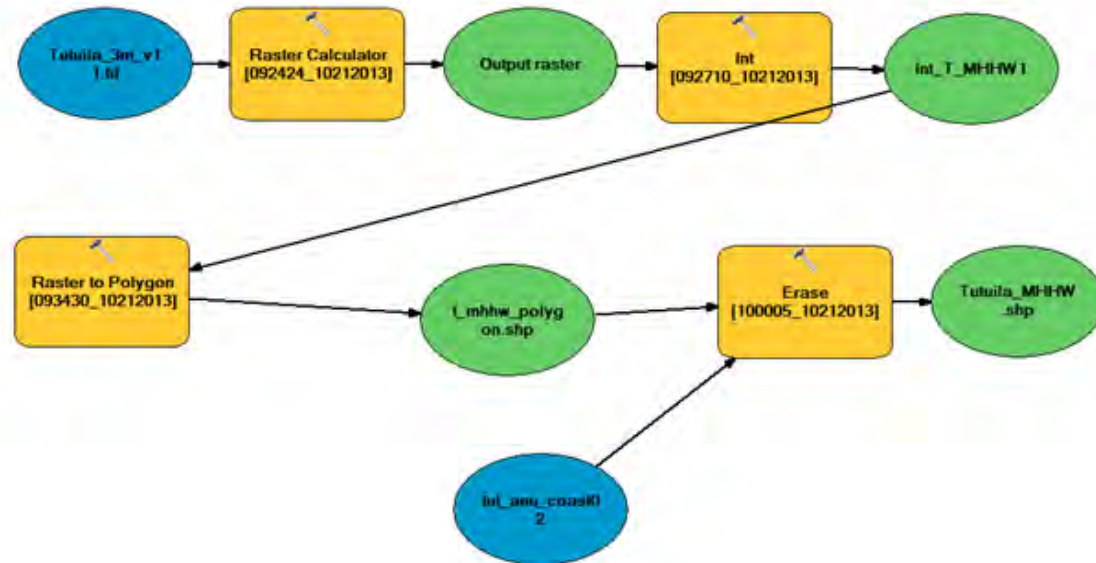 Tutuila_3m_v1
1.tif
Raster Calculator
[092424_10212013]
Output raster
Int
[092710_10212013]
Int_T_MHHW1
Raster to Polygon
[093430_10212013]
t_mhhw_polyg
on.shp
Erase
[100005_10212013]
Tutuila_MHHW
.shp
2